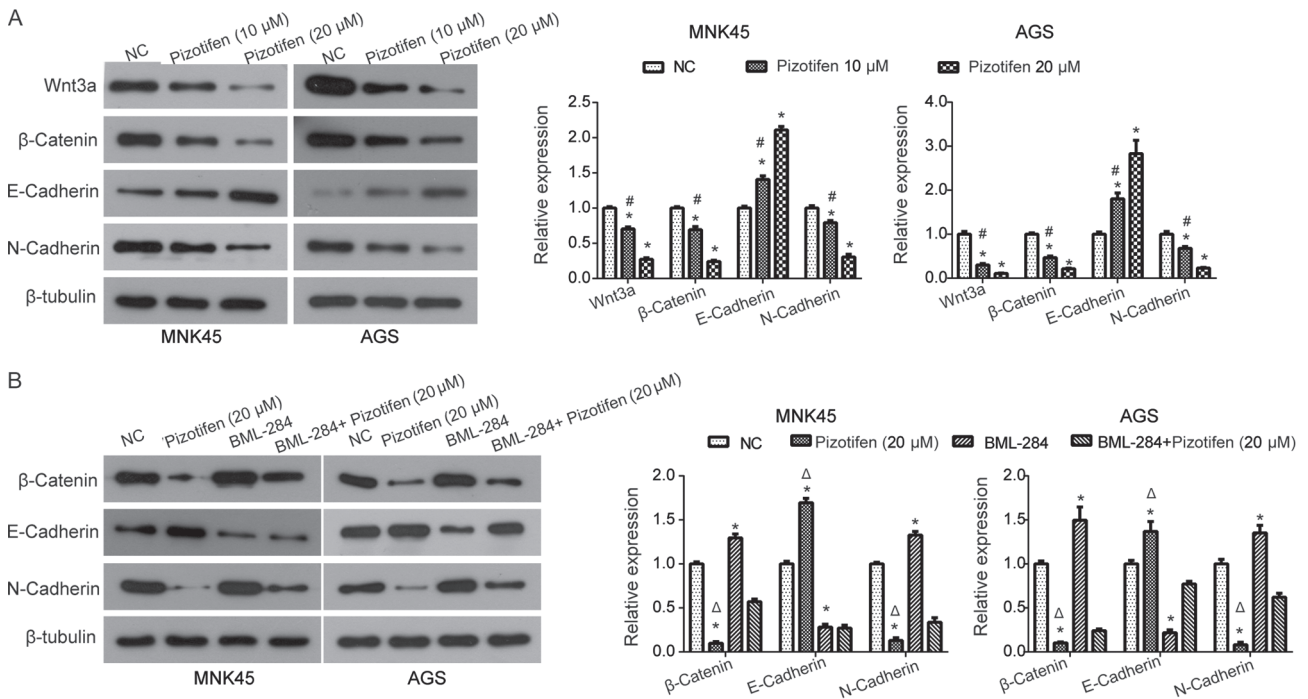 A
NC Pizotifen (10 µM) Pizotifen (20 µM) NC Pizotifen (10 µM) Pizotifen (20 µM)
Wnt3a
β-Catenin
E-Cadherin
N-Cadherin
β-tubulin
MNK45 AGS
MNK45 AGS
NC Pizotifen 10 µM Pizotifen 20 µM
Relative expression
2.5
2.0
1.5
1.0
0.5
0.0
# * * # * * # * * # * *
Wnt3a β-Catenin E-Cadherin N-Cadherin
Relative expression
4.0
3.0
2.0
1.0
0.0
# * * # * * # * * # * *
Wnt3a β-Catenin E-Cadherin N-Cadherin
B
NC Pizotifen (20 µM) BML-284 BML-284+ Pizotifen (20 µM) NC Pizotifen (20 µM) BML-284 BML-284+ Pizotifen (20 µM)
β-Catenin
E-Cadherin
N-Cadherin
β-tubulin
MNK45 AGS
MNK45 AGS
NC Pizotifen (20 µM) BML-284 BML-284+Pizotifen (20 µM)
Relative expression
2.0
1.5
1.0
0.5
0.0
Δ * * Δ * * Δ * *
β-Catenin E-Cadherin N-Cadherin
Relative expression
2.0
1.5
1.0
0.5
0.0
Δ * * Δ * * Δ * *
β-Catenin E-Cadherin N-Cadherin